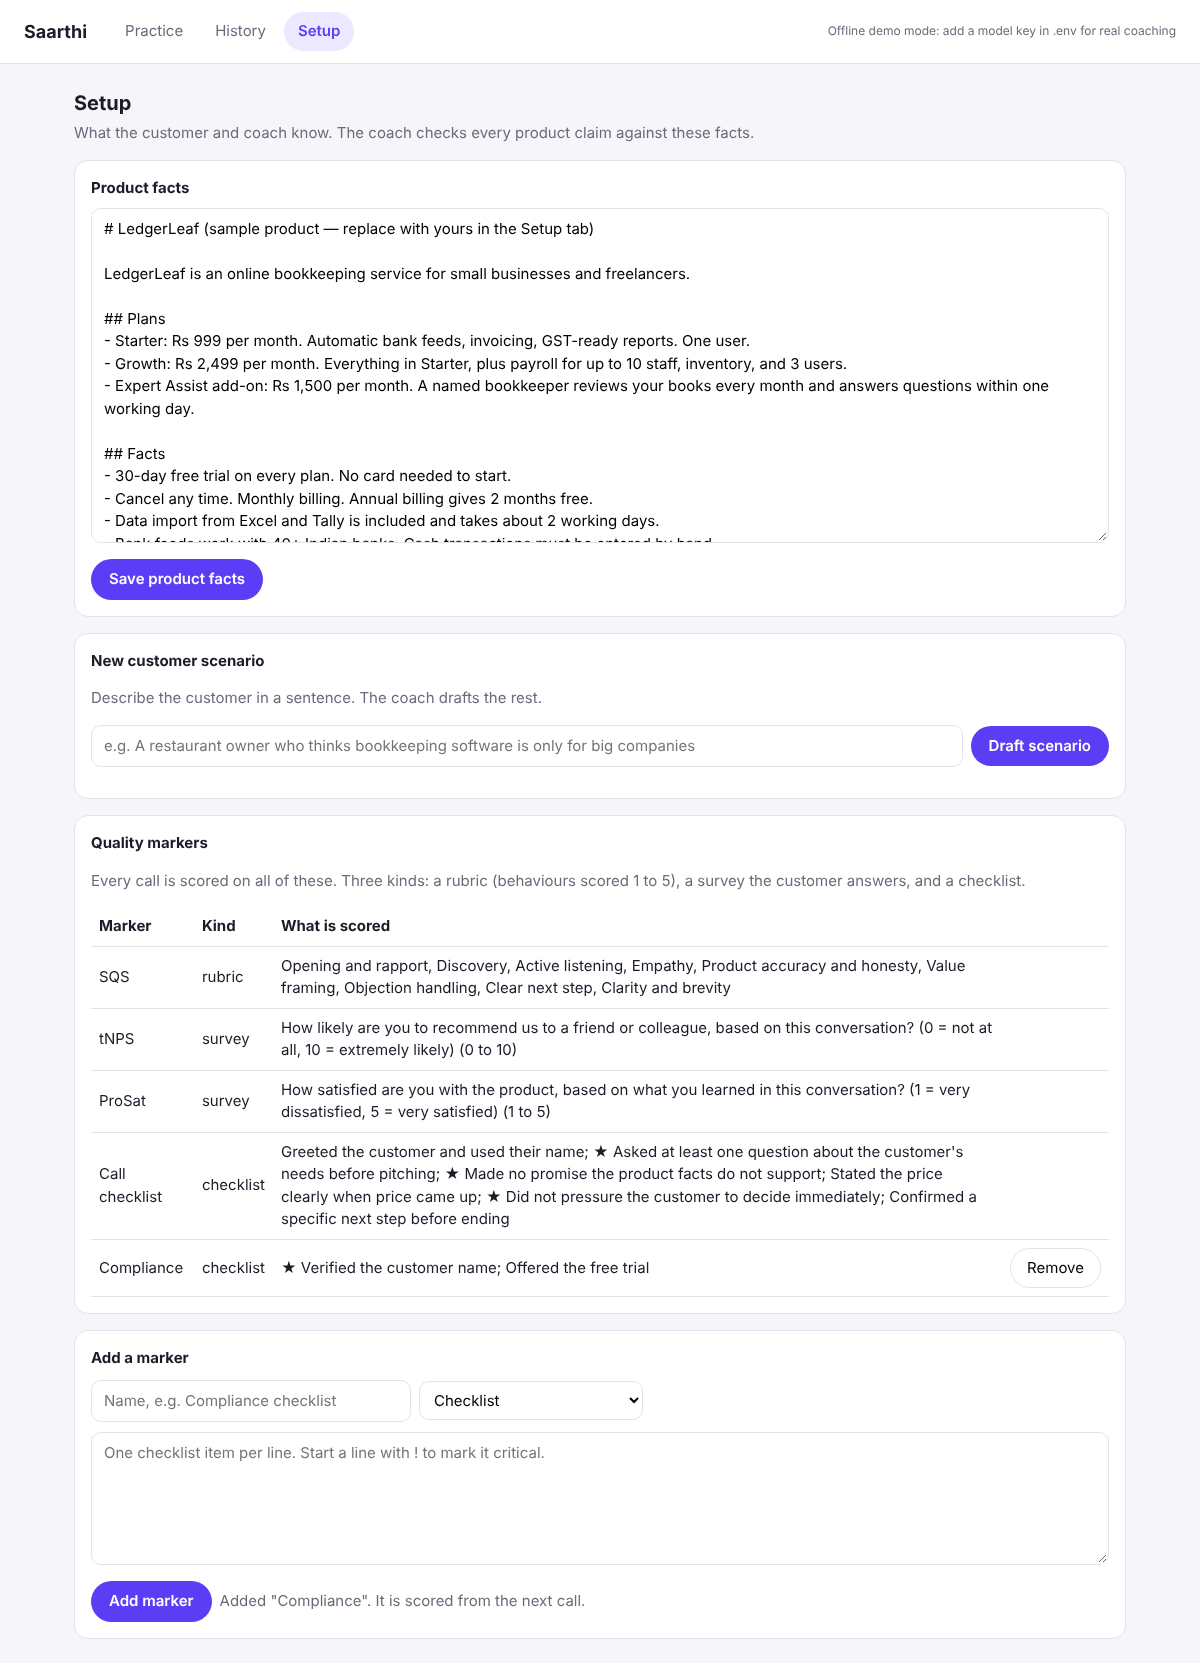 Saarthi
Practice
History
Setup
Offline demo mode: add a model key in .env for real coaching
Setup
What the customer and coach know. The coach checks every product claim against these facts.
Product facts
# LedgerLeaf (sample product — replace with yours in the Setup tab)
LedgerLeaf is an online bookkeeping service for small businesses and freelancers.
## Plans
- Starter: Rs 999 per month. Automatic bank feeds, invoicing, GST-ready reports. One user.
- Growth: Rs 2,499 per month. Everything in Starter, plus payroll for up to 10 staff, inventory, and 3 users.
- Expert Assist add-on: Rs 1,500 per month. A named bookkeeper reviews your books every month and answers questions within one
working day.
## Facts
- 30-day free trial on every plan. No card needed to start.
- Cancel any time. Monthly billing. Annual billing gives 2 months free.
- Data import from Excel and Tally is included and takes about 2 working days.
- Bank feeds work with 40+ Indian banks. Cash transactions must be entered by hand.
Save product facts
New customer scenario
Describe the customer in a sentence. The coach drafts the rest.
e.g. A restaurant owner who thinks bookkeeping software is only for big companies
Draft scenario
Quality markers
Every call is scored on all of these. Three kinds: a rubric (behaviours scored 1 to 5), a survey the customer answers, and a checklist.
Marker Kind What is scored
SQS rubric Opening and rapport, Discovery, Active listening, Empathy, Product accuracy and honesty, Value
framing, Objection handling, Clear next step, Clarity and brevity
tNPS survey How likely are you to recommend us to a friend or colleague, based on this conversation? (0 = not at
all, 10 = extremely likely) (0 to 10)
ProSat survey How satisfied are you with the product, based on what you learned in this conversation? (1 = very
dissatisfied, 5 = very satisfied) (1 to 5)
Call
checklist
checklist
Greeted the customer and used their name; ★ Asked at least one question about the customer's
needs before pitching; ★ Made no promise the product facts do not support; Stated the price
clearly when price came up; ★ Did not pressure the customer to decide immediately; Confirmed a
specific next step before ending
Compliance checklist ★ Verified the customer name; Offered the free trial
Remove
Add a marker
Name, e.g. Compliance checklist
Checklist
One checklist item per line. Start a line with ! to mark it critical.
Add marker
Added "Compliance". It is scored from the next call.